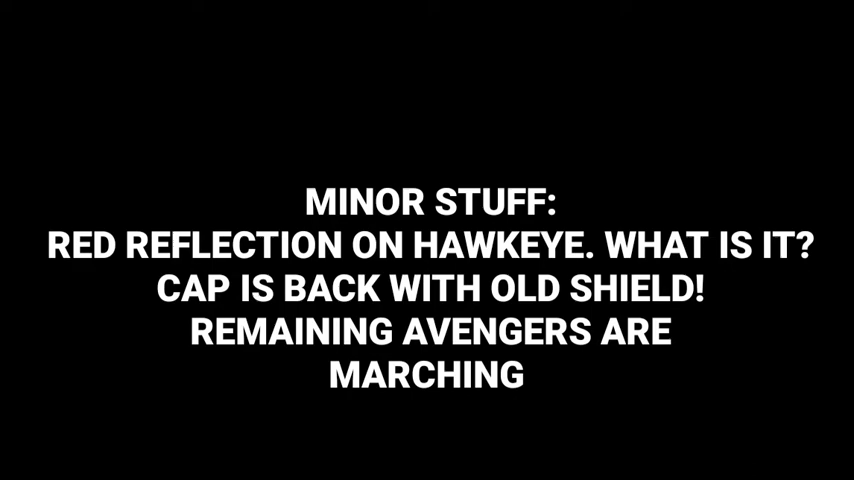 MINOR STUFF:
RED REFLECTION ON HAWKEYE. WHAT IS IT?
CAP IS BACK WITH OLD SHIELD!
REMAINING AVENGERS ARE
MARCHING